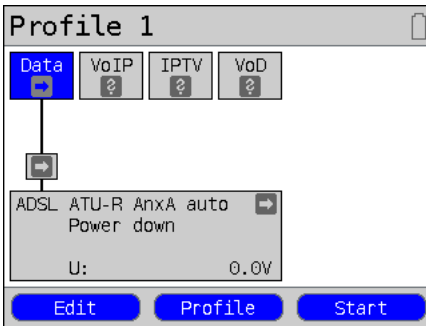 Profile 1
Data VoIP IPTV VoD
? ? ?
ADSL ATU-R AnxA auto
Power down
U: 0.0V
Edit Profile Start